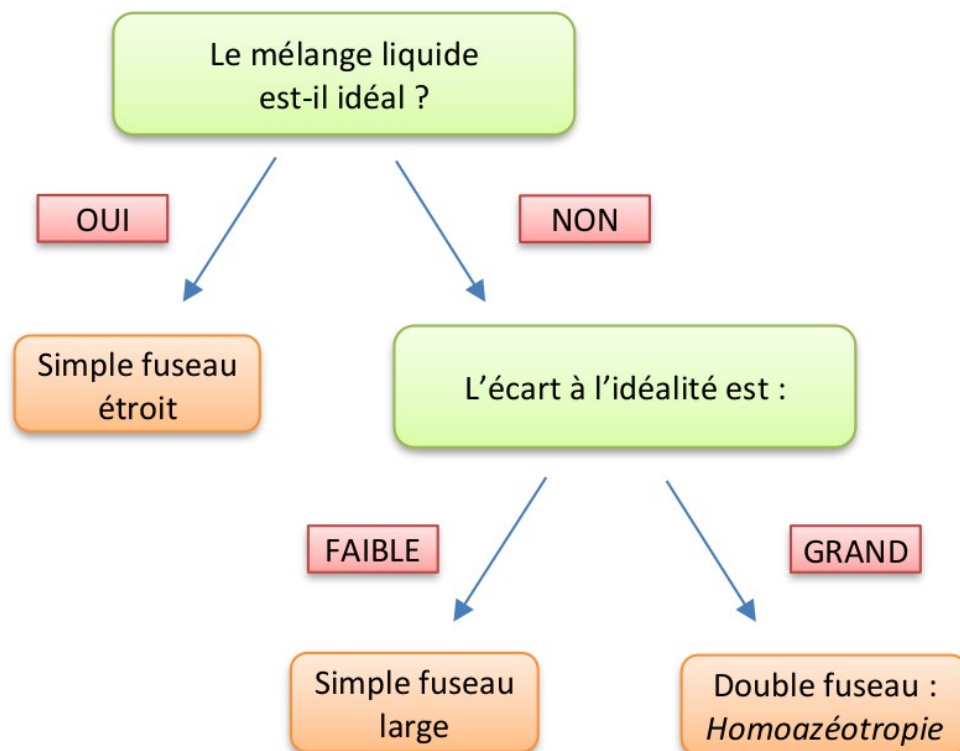 Le mélange liquide
est-il idéal ?
OUI
NON
Simple fuseau
étroit
L’écart à l’idéalité est :
FAIBLE
GRAND
Simple fuseau
large
Double fuseau :
Homoazéotropie